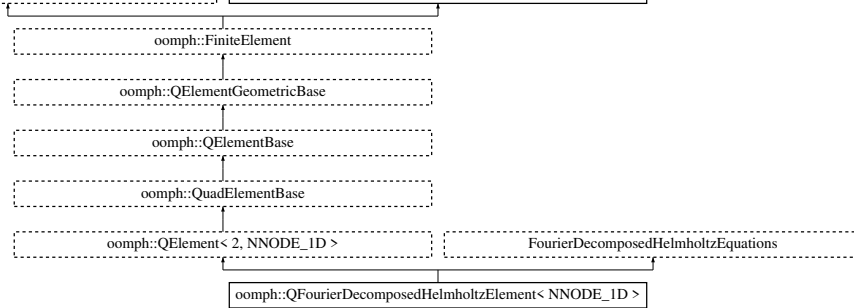 oomph::FiniteElement
oomph::QElementGeometricBase
oomph::QElementBase
oomph::QuadElementBase
oomph::QElement< 2, NNODE_1D >
FourierDecomposedHelmholtzEquations
oomph::QFourierDecomposedHelmholtzElement< NNODE_1D >